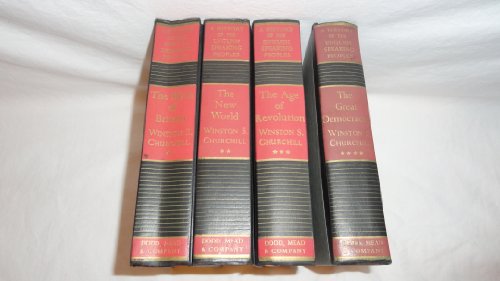 The Birth
of
Britain
WINSTON S.
CHURCHILL
DODD, MEAD
& COMPANY
A HISTORY
OF THE
ENGLISH
SPEAKING
PEOPLES
The New
World
WINSTON S.
CHURCHILL
**
DODD, MEAD
& COMPANY
A HISTORY
OF THE
ENGLISH
SPEAKING
PEOPLES
The Age of
Revolution
WINSTON S.
CHURCHILL
***
DODD, MEAD
& COMPANY
A HISTORY
OF THE
ENGLISH
SPEAKING
PEOPLES
The
Great
Democracies
WINSTON S.
CHURCHILL
****
DODD, MEAD
& COMPANY